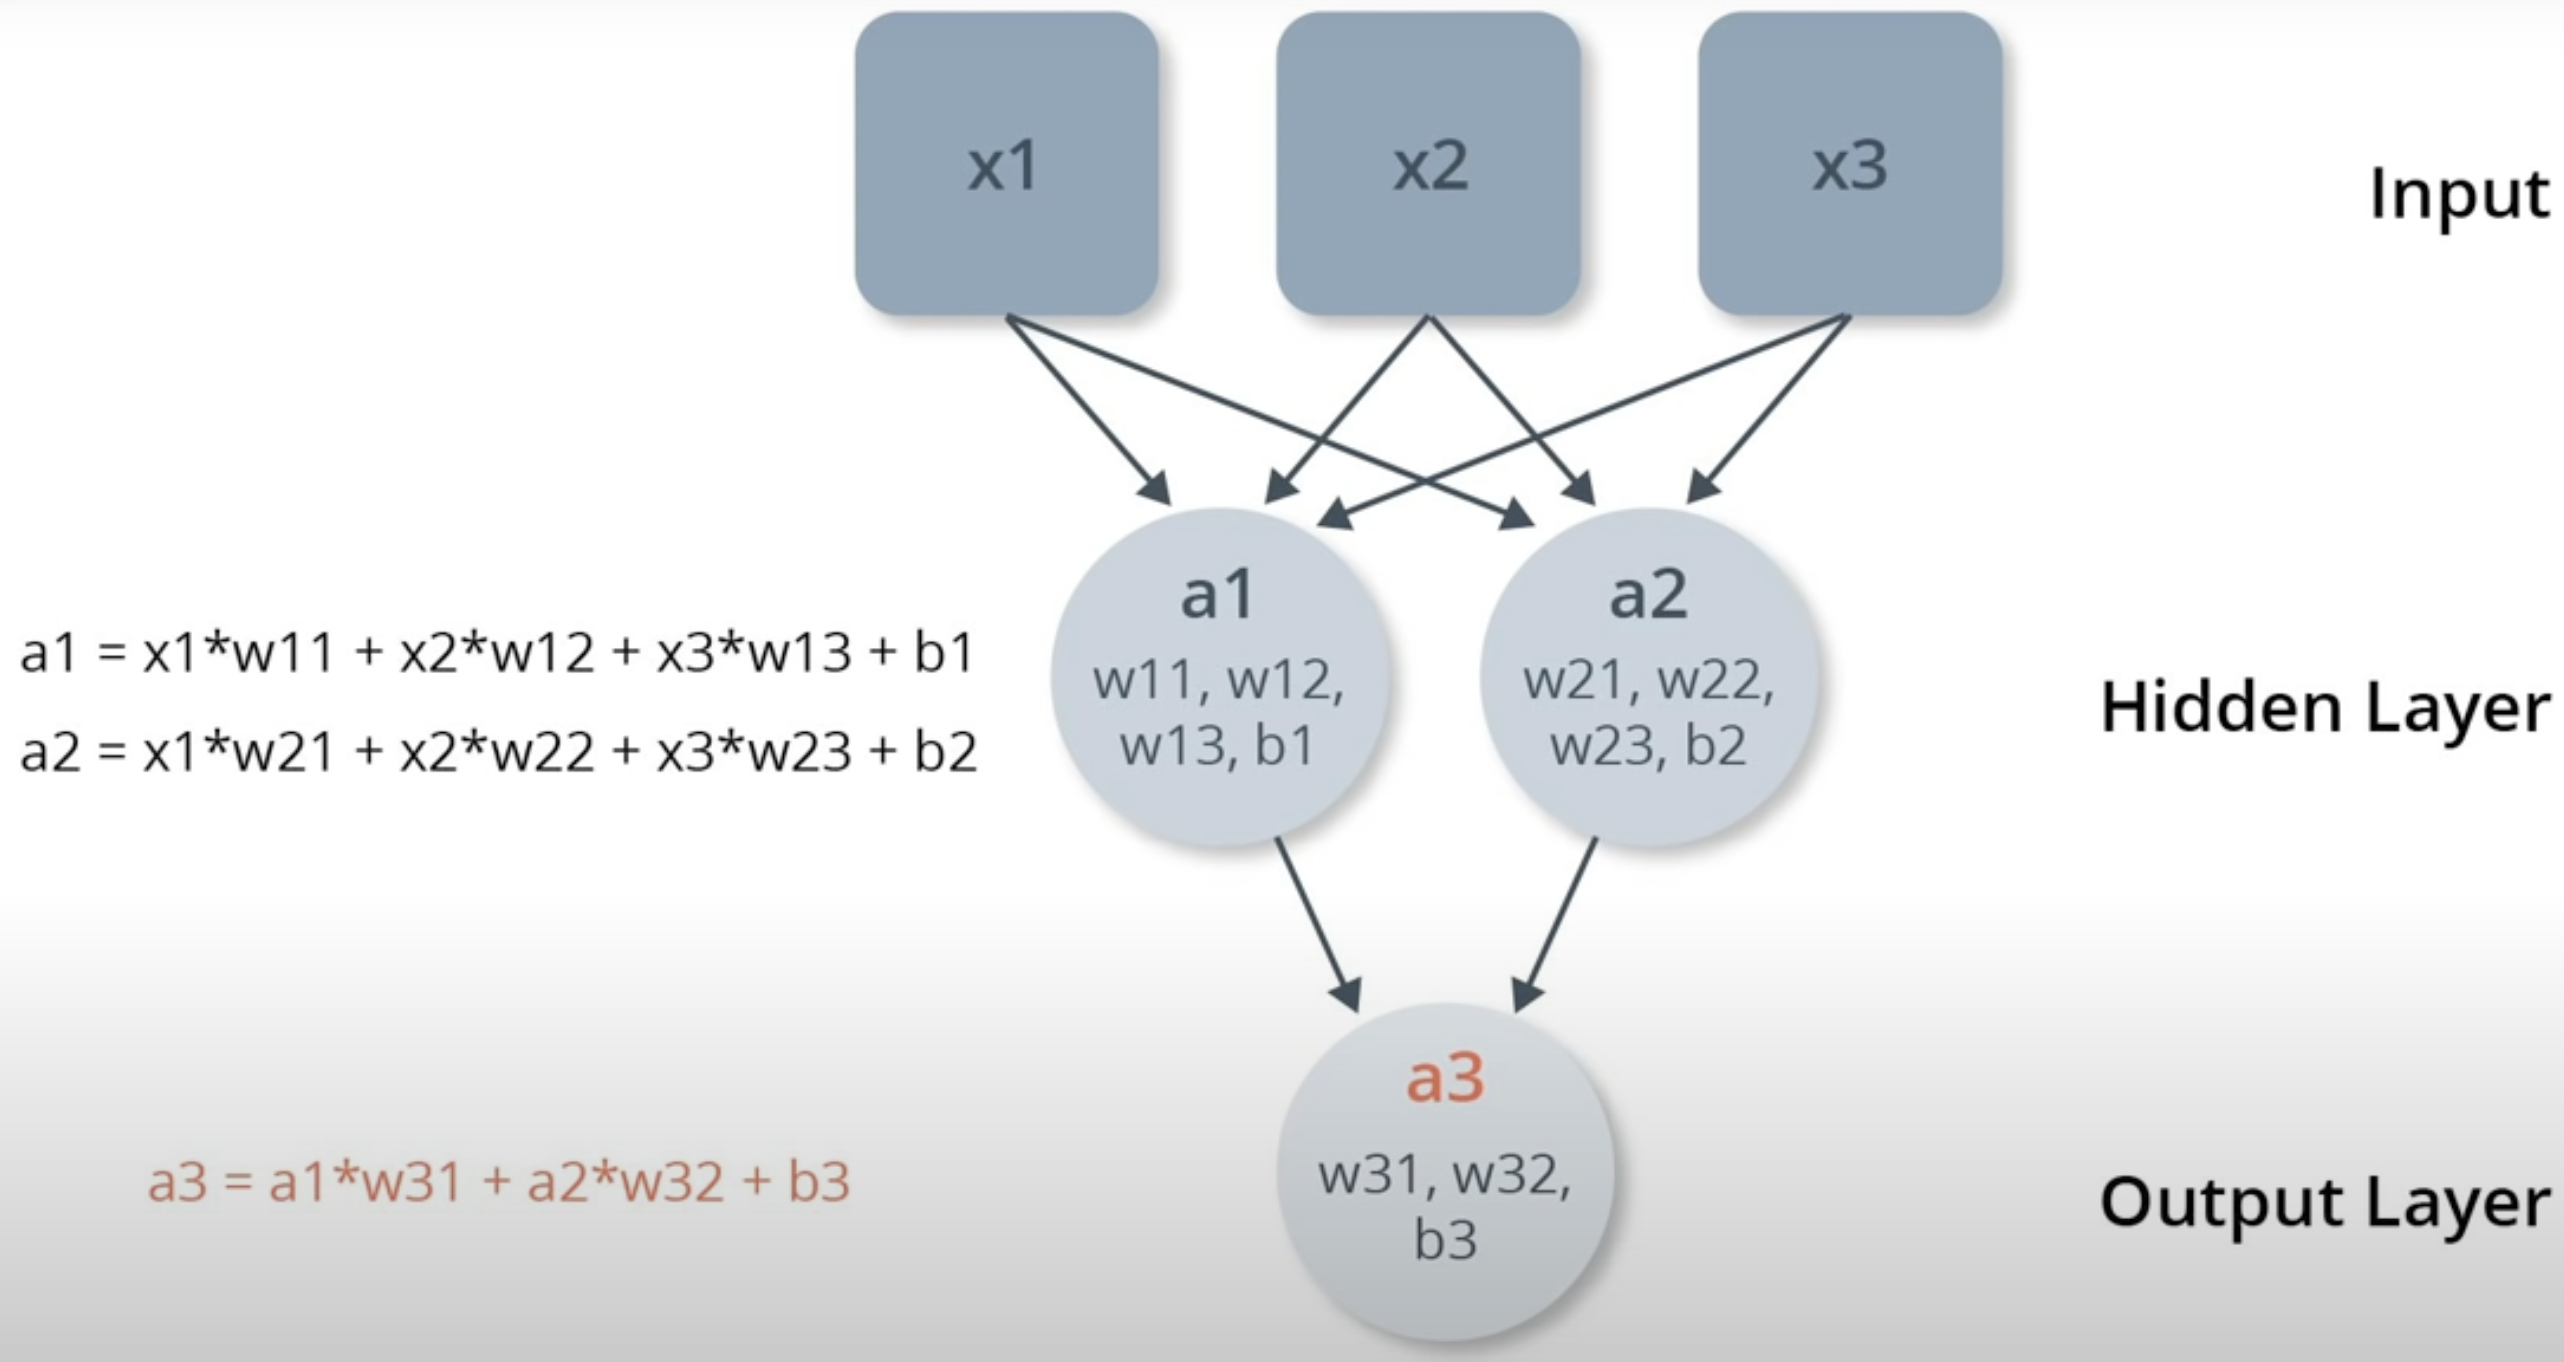 x1
x2
x3
Input
a1
w11, w12,
w13, b1
a2
w21, w22,
w23, b2
a1 = x1*w11 + x2*w12 + x3*w13 + b1
a2 = x1*w21 + x2*w22 + x3*w23 + b2
Hidden Layer
a3
w31, w32,
b3
a3 = a1*w31 + a2*w32 + b3
Output Layer